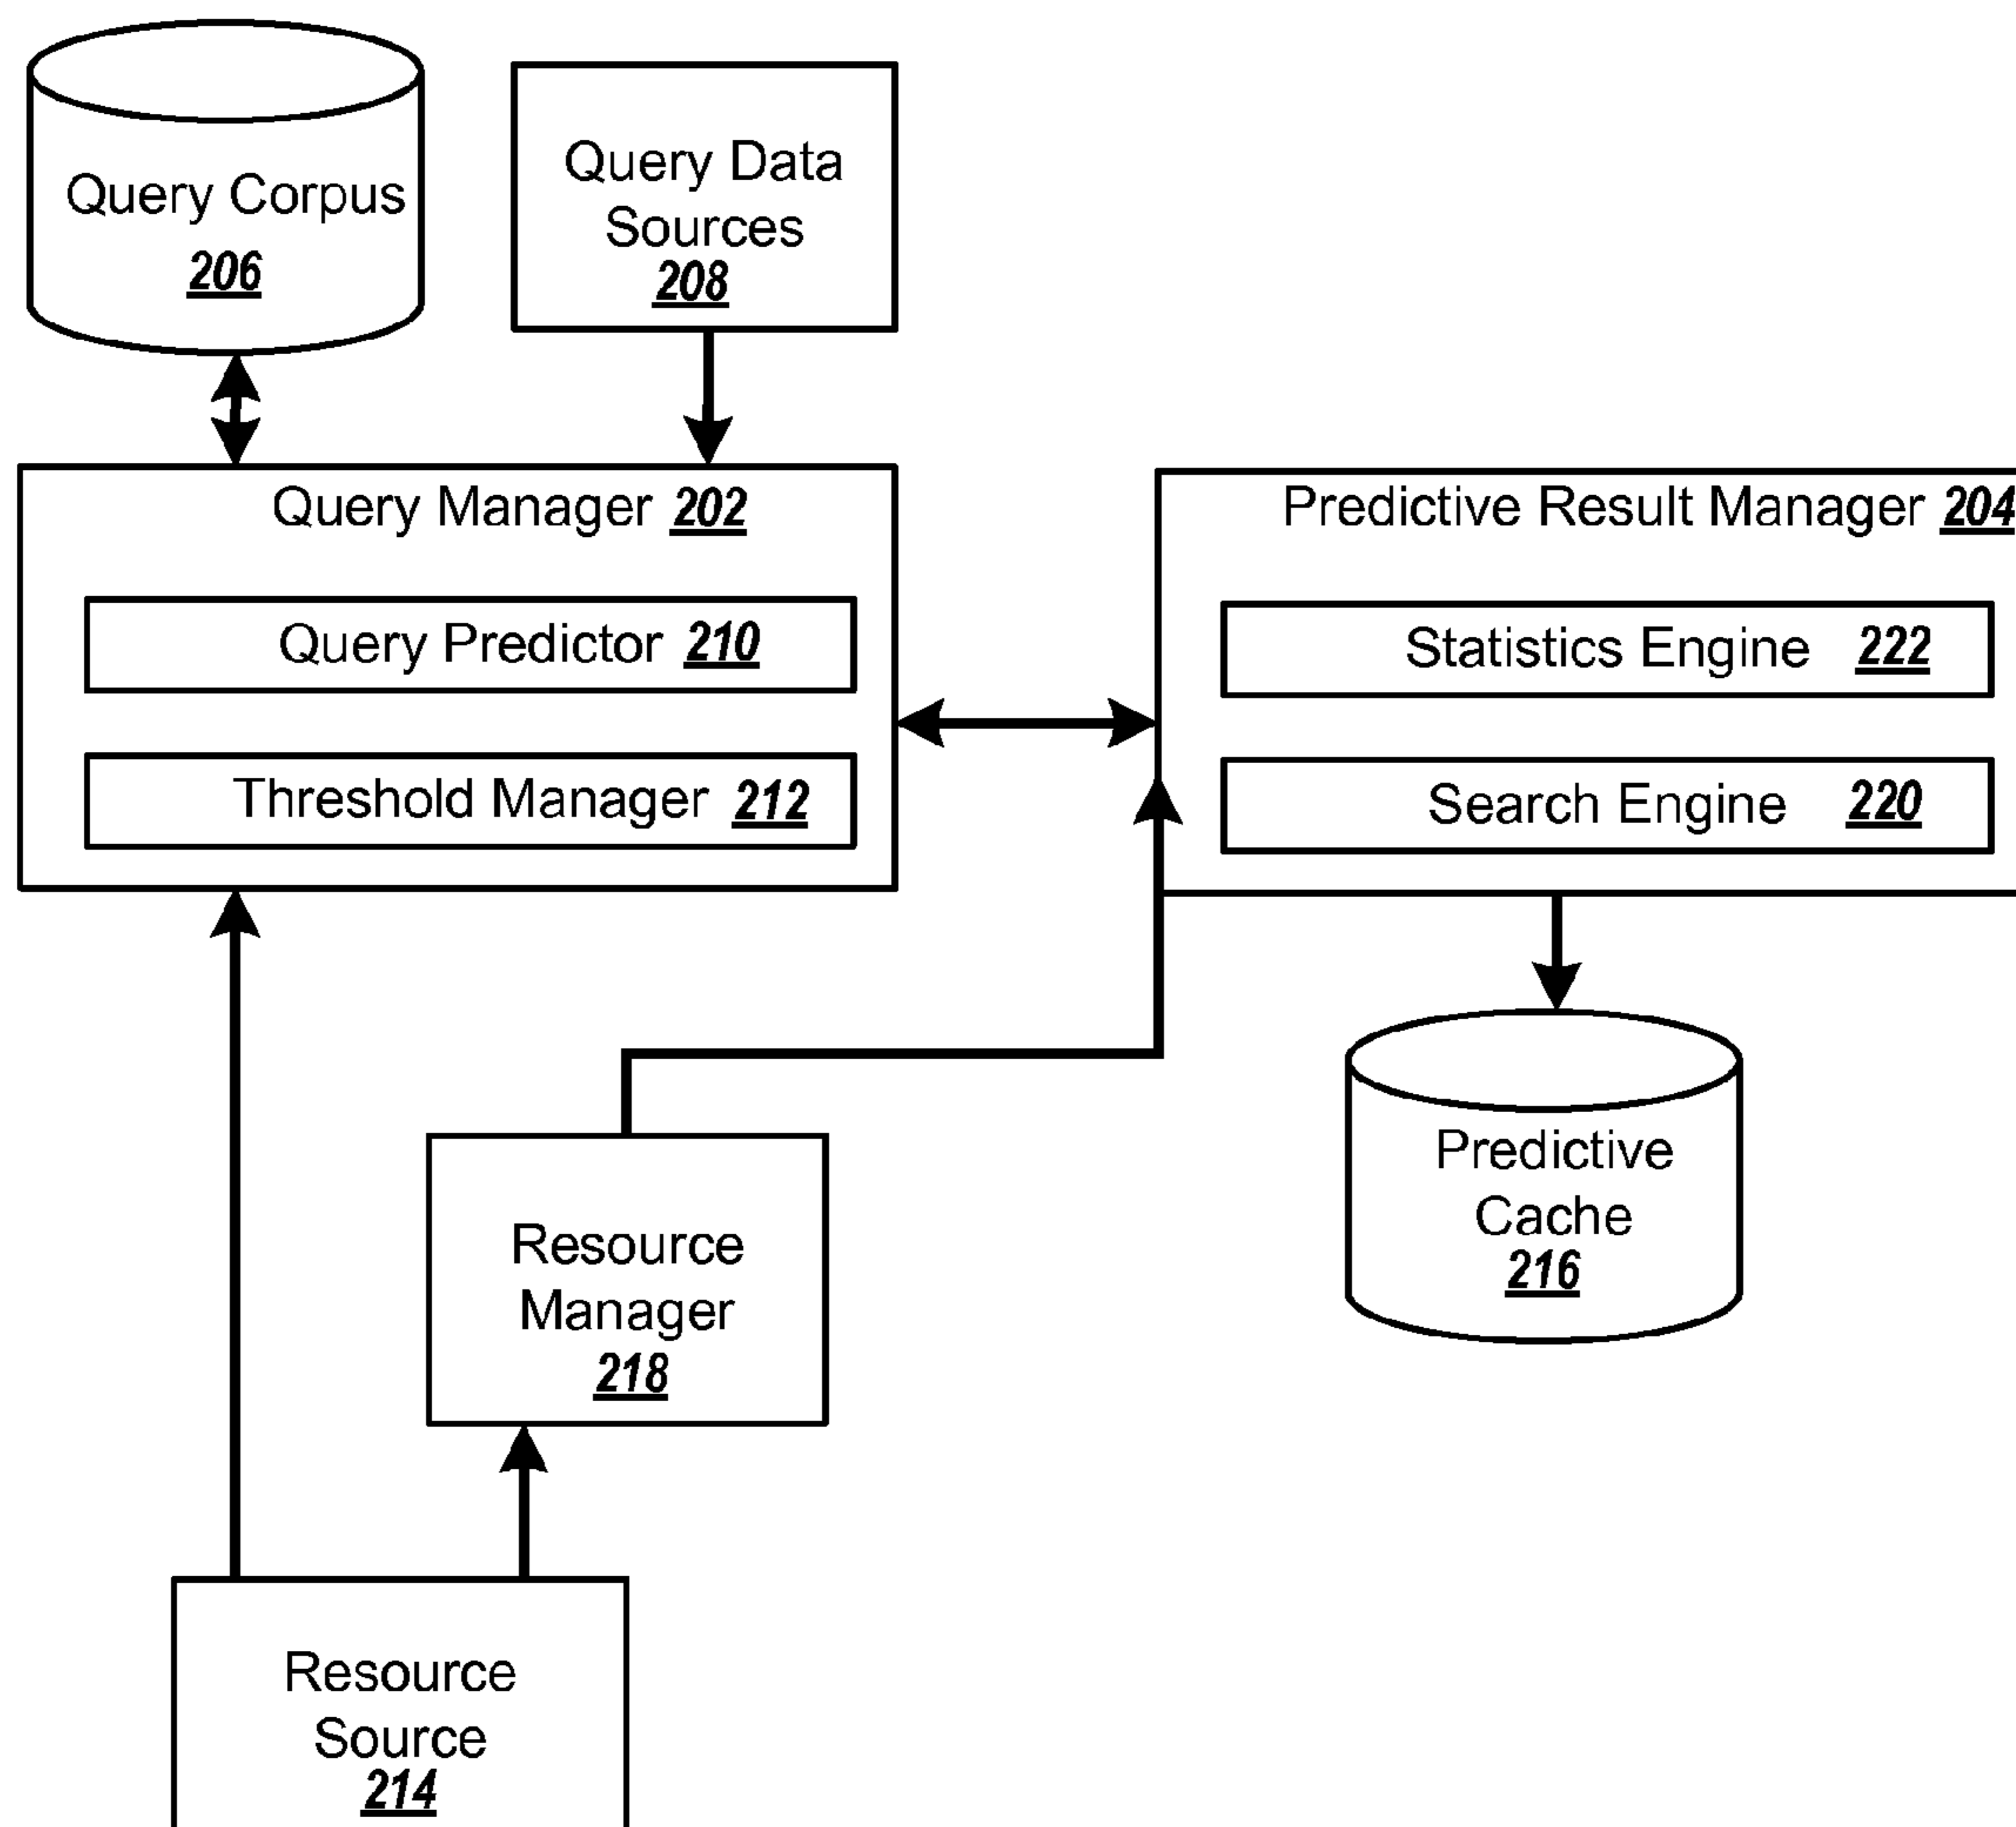 Query Corpus
206
Query Data
Sources
208
Query Manager 202
Query Predictor 210
Threshold Manager 212
Predictive Result Manager 204
Statistics Engine 222
Search Engine 220
Predictive
Cache
216
Resource
Manager
218
Resource
Source
214